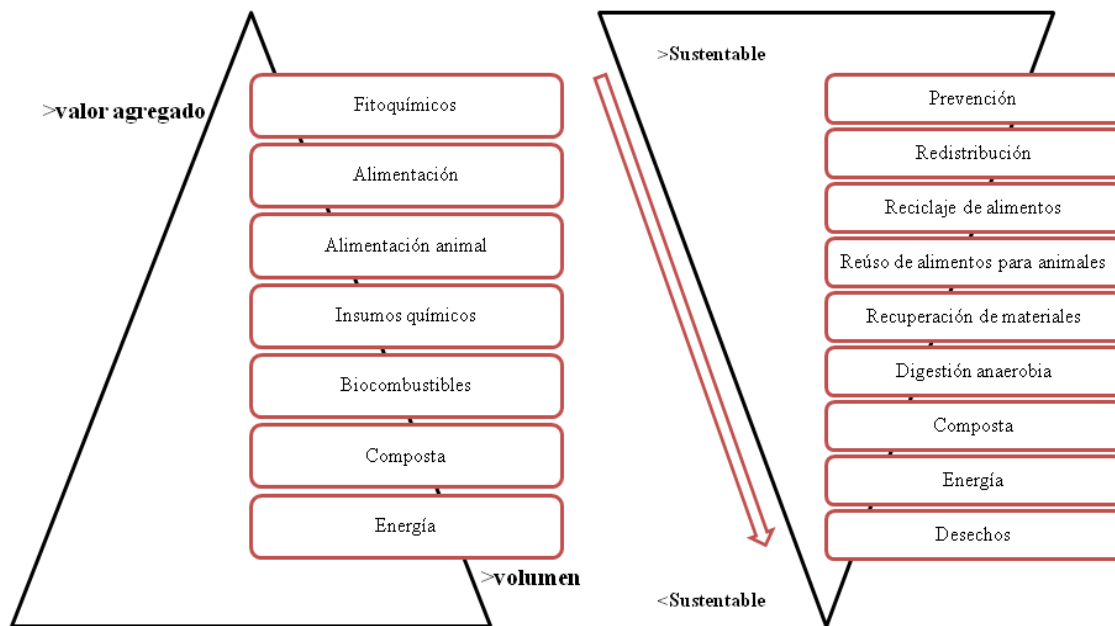 >valor agregado
Fitoquímicos
Alimentación
Alimentación animal
Insumos químicos
Biocombustibles
Composta
Energía
>volumen
>Sustentable
Prevención
Redistribución
Reciclaje de alimentos
Reúso de alimentos para animales
Recuperación de materiales
Digestión anaerobia
Composta
Energía
Desechos
<Sustentable